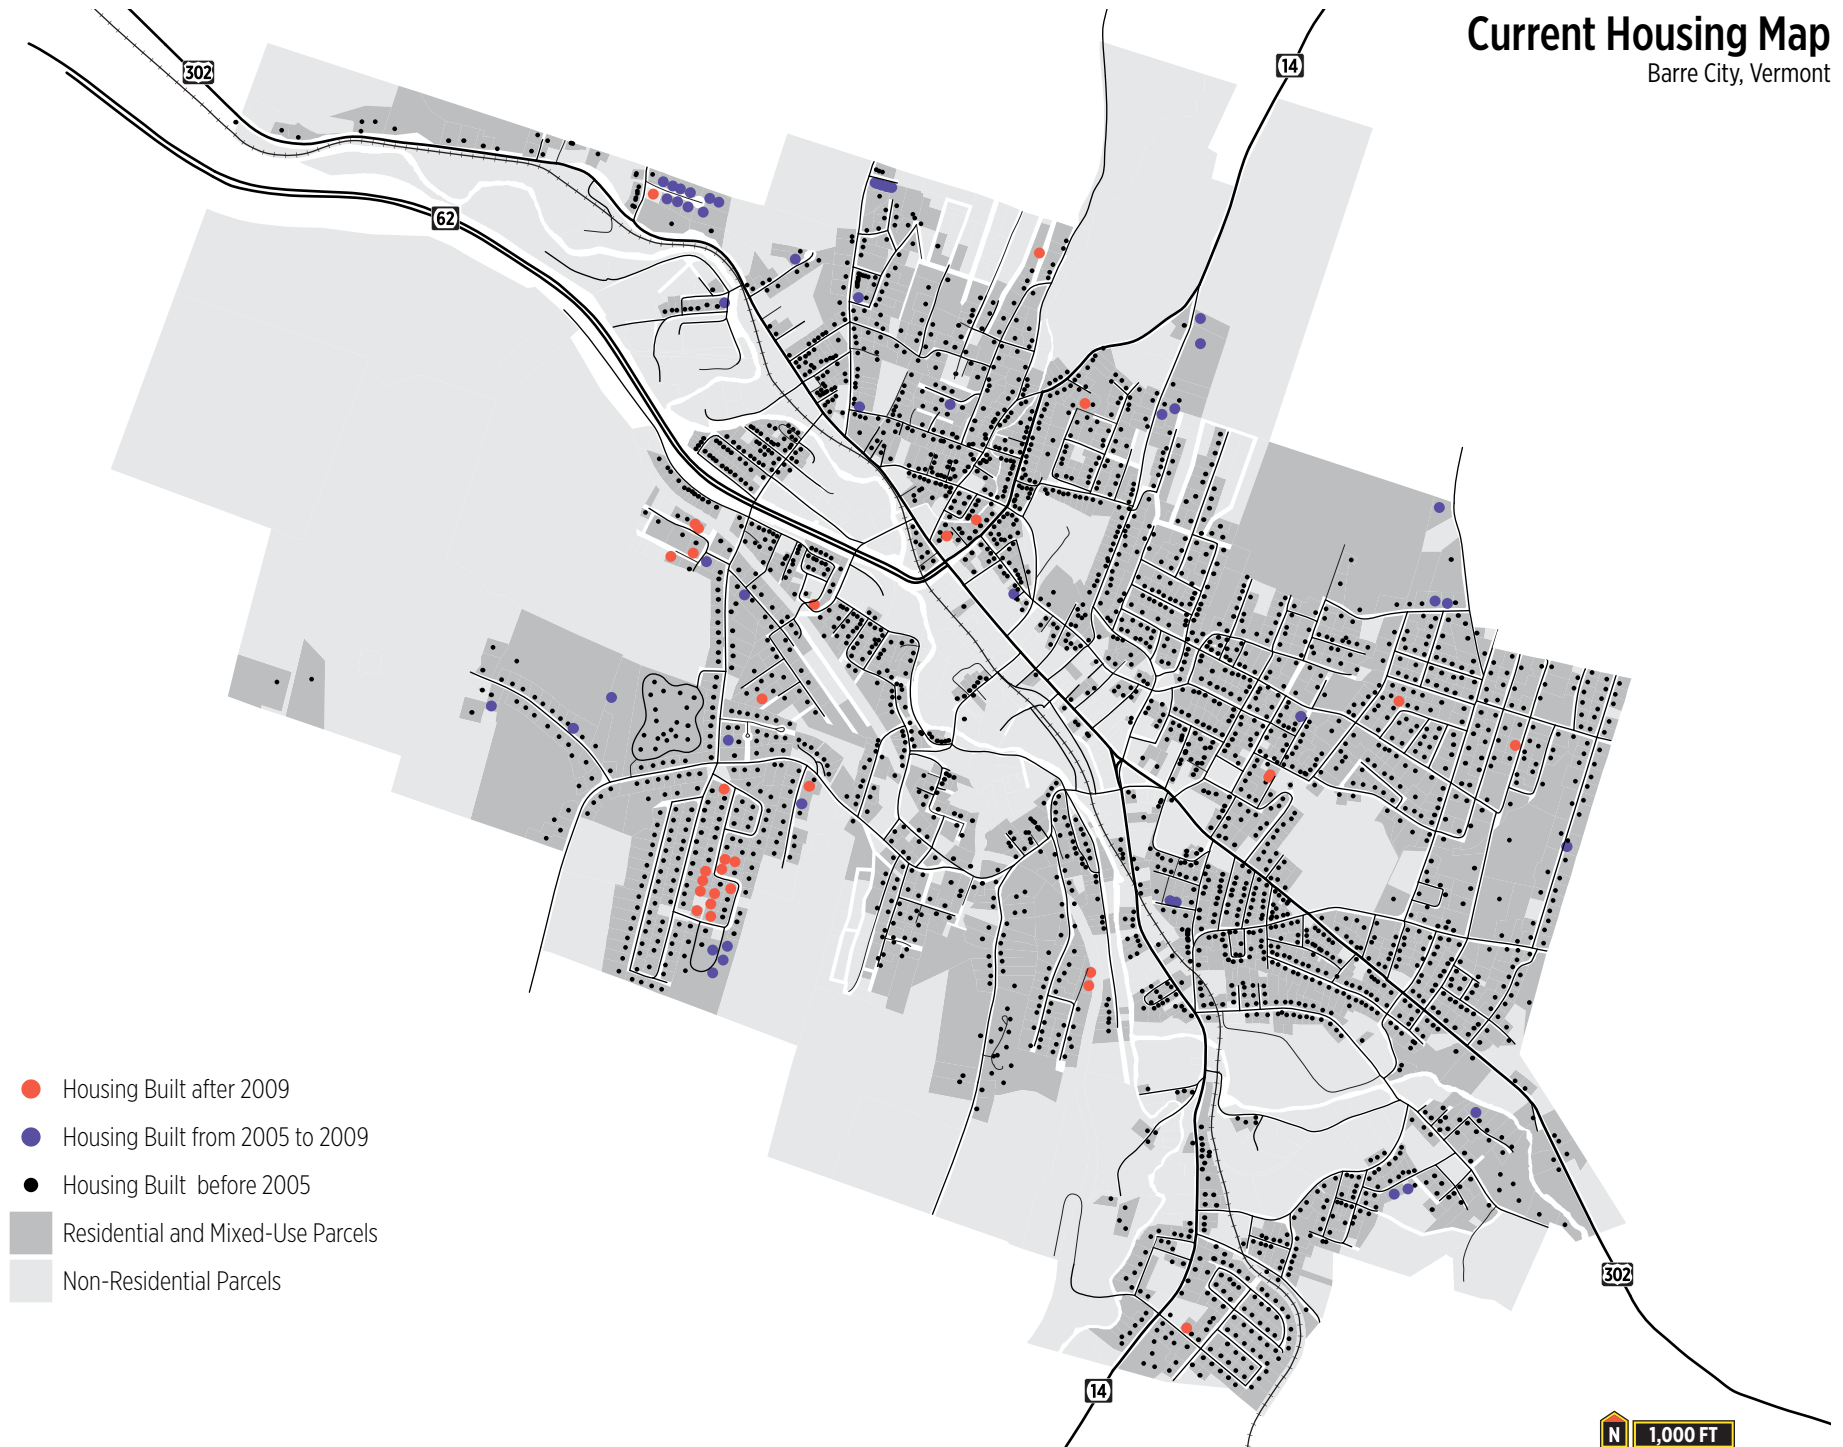 Current Housing Map
Barre City, Vermont
302
14
62
Housing Built after 2009
Housing Built from 2005 to 2009
Housing Built before 2005
Residential and Mixed-Use Parcels
Non-Residential Parcels
302
14
N 1,000 FT